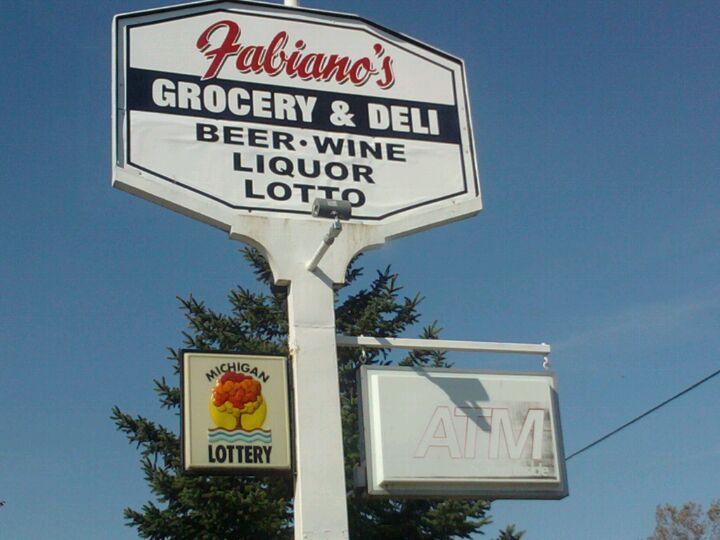 Fabiano's
GROCERY & DELI
BEER • WINE
LIQUOR
LOTTO
MICHIGAN
LOTTERY
ATM